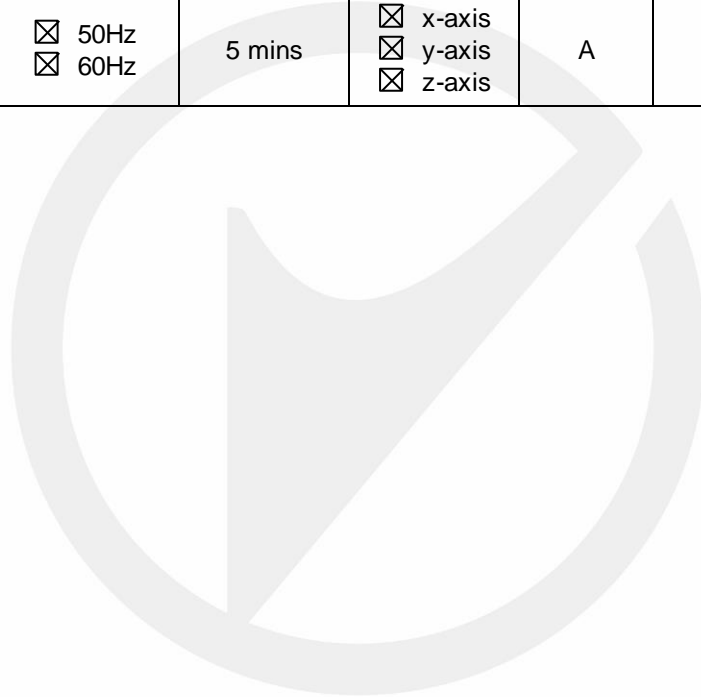 ☒ 50Hz
☒ 60Hz
5 mins
☒ x-axis
☒ y-axis
☒ z-axis
A